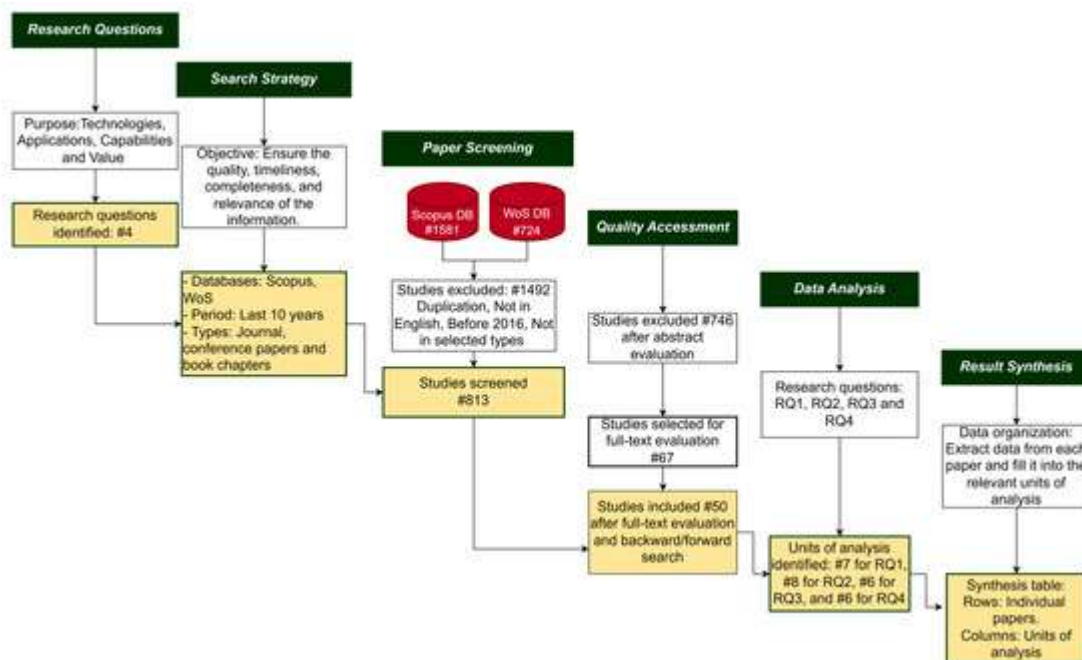 Research Questions
Purpose:Technologies,
Applications, Capabilities
and Value
Research questions
identified: #4
Search Strategy
Objective: Ensure the
quality, timeliness,
completeness, and
relevance of the
information.
- Databases: Scopus,
WoS
- Period: Last 10 years
- Types: Journal,
conference papers and
book chapters
Paper Screening
Scopus DB
#1581
WoS DB
#724
Studies excluded: #1492
Duplication, Not in
English, Before 2016, Not
in selected types
Studies screened
#813
Quality Accessment
Studies excluded #746
after abstract
evaluation
Studies selected for
full-text evaluation
#67
Studies included #50
after full-text evaluation
and backward/forward
search
Data Analysis
Research questions:
RQ1, RQ2, RQ3 and
RQ4
Units of analysis
identified: #7 for RQ1,
#8 for RQ2, #6 for
RQ3, and #6 for RQ4
Result Synthesis
Data organization:
Extract data from each
paper and fill it into the
relevant units of
analysis
Synthesis table:
Rows: Individual
papers.
Columns: Units of
analysis